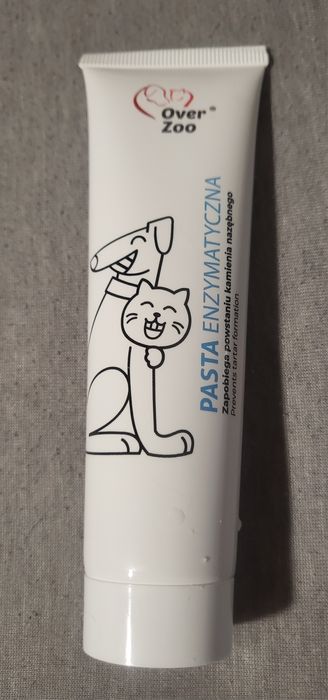 Over®
Zoo
PASTA ENZYMATYCZNA
Zapobiega powstaniu kamienia nazębnego
Prevents tartar formation